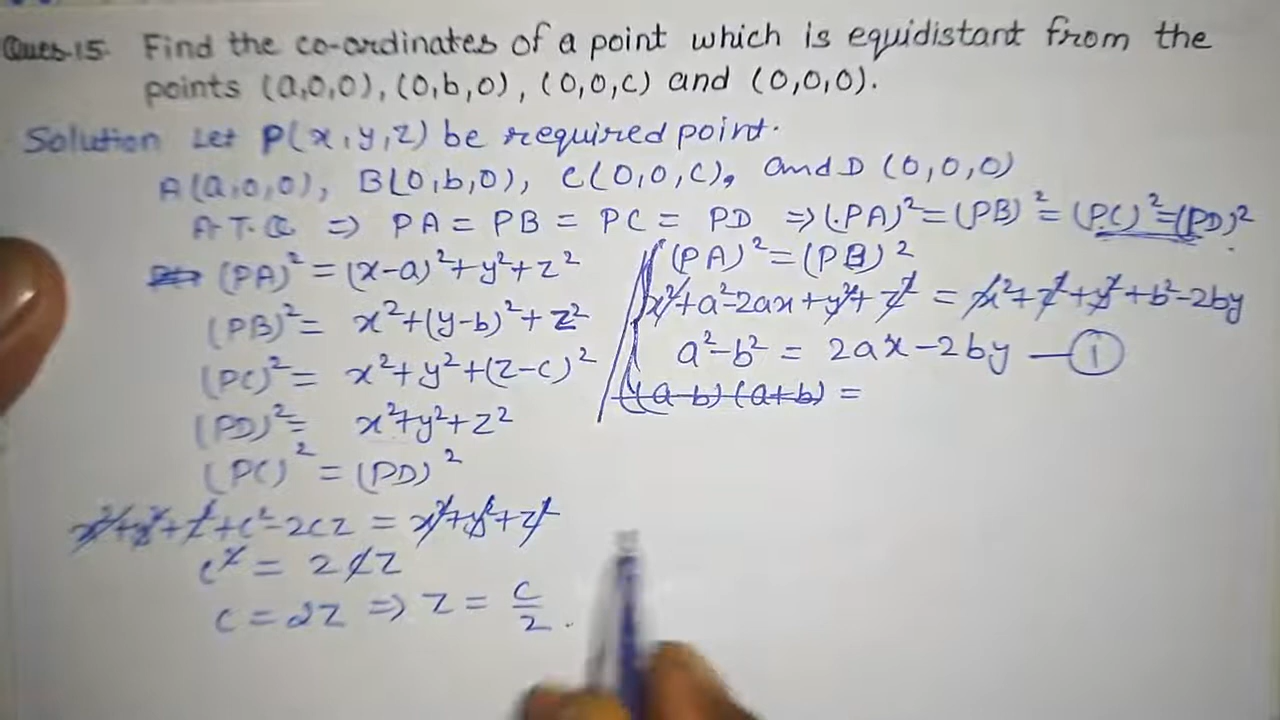 Ques.15. Find the co-ordinates of a point which is equidistant from the
points (a,0,0), (0,b,0), (0,0,c) and (0,0,0).
Solution Let P(x,y,z) be required point.
A(a,0,0), B(0,b,0), C(0,0,c), and D (0,0,0)
A.T.Q ⇒ PA = PB = PC = PD ⇒ (PA)² = (PB)² = (PC)² = (PD)²
(PA)² = (x-a)² + y² + z²
(PB)² = x² + (y-b)² + z²
(PC)² = x² + y² + (z-c)²
(PD)² = x² + y² + z²
(PC)² = (PD)²
x² + y² + z² + c² - 2cz = x² + y² + z²
c² = 2cz
c = 2z ⇒ z = c/2.
(PA)² = (PB)²
x² + a² - 2ax + y² + z² = x² + z² + y² + b² - 2by
a² - b² = 2ax - 2by — ①
(a-b) (a+b) =